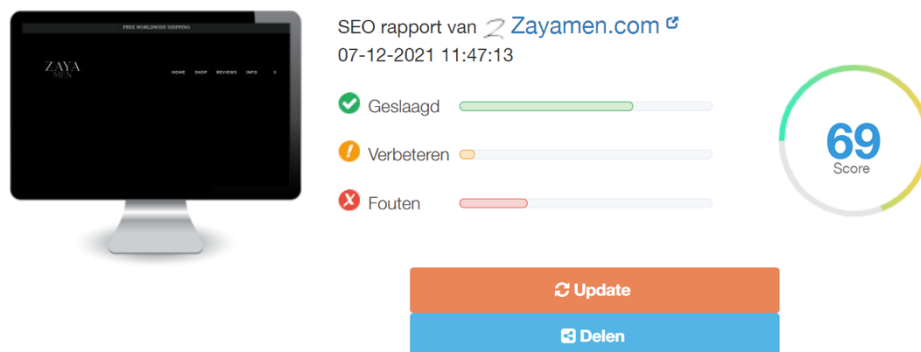 FREE WORLDWIDE SHIPPING
ZAYA
MEN
HOME SHOP REVIEWS INFO
SEO rapport van Zayamen.com
07-12-2021 11:47:13
Geslaagd
Verbeteren
Fouten
69
Score
Update
Delen